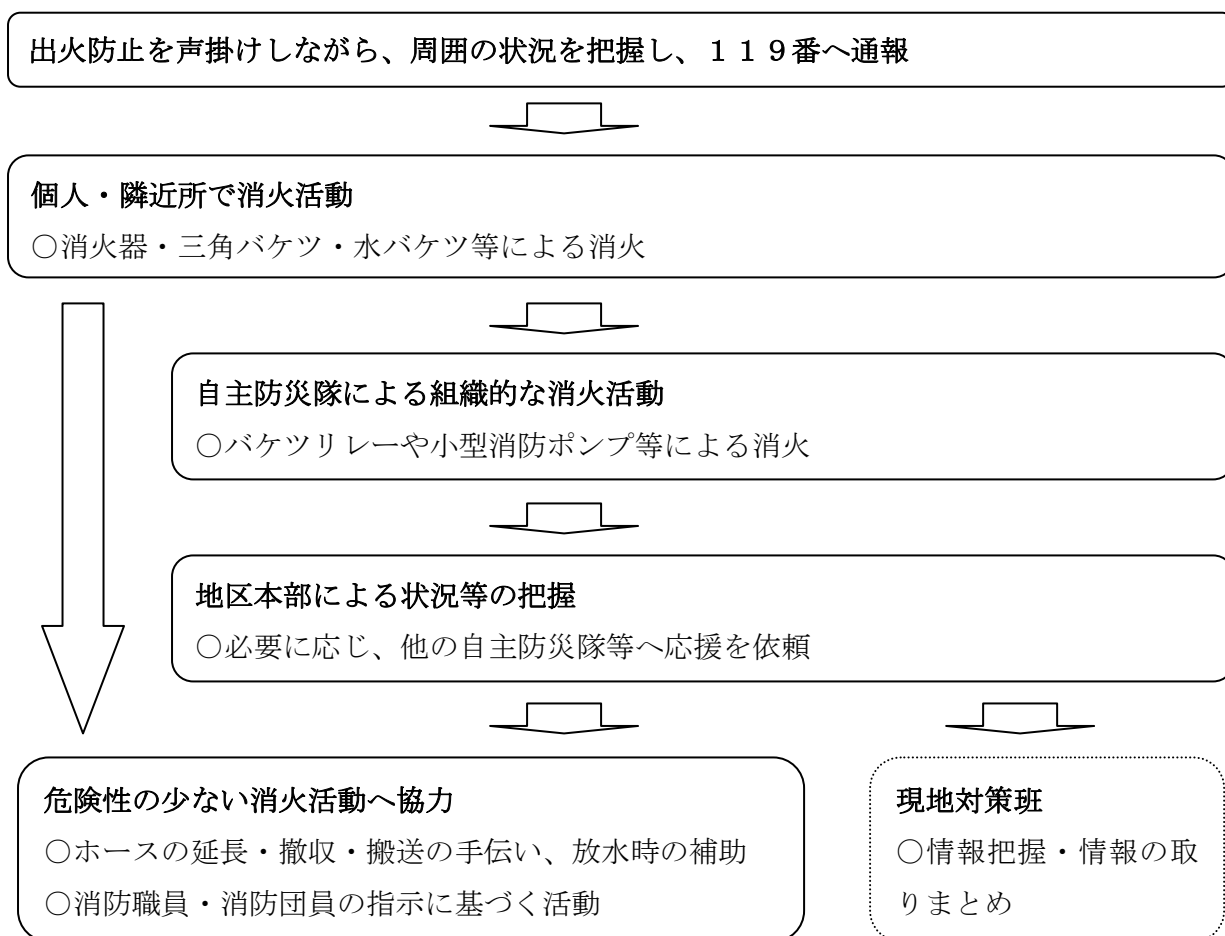 出火防止を声掛けしながら、周囲の状況を把握し、１１９番へ通報
個人・隣近所で消火活動
○消火器・三角バケツ・水バケツ等による消火
自主防災隊による組織的な消火活動
○バケツリレーや小型消防ポンプ等による消火
地区本部による状況等の把握
○必要に応じ、他の自主防災隊等へ応援を依頼
危険性の少ない消火活動へ協力
○ホースの延長・撤収・搬送の手伝い、放水時の補助
○消防職員・消防団員の指示に基づく活動
現地対策班
○情報把握・情報の取
りまとめ